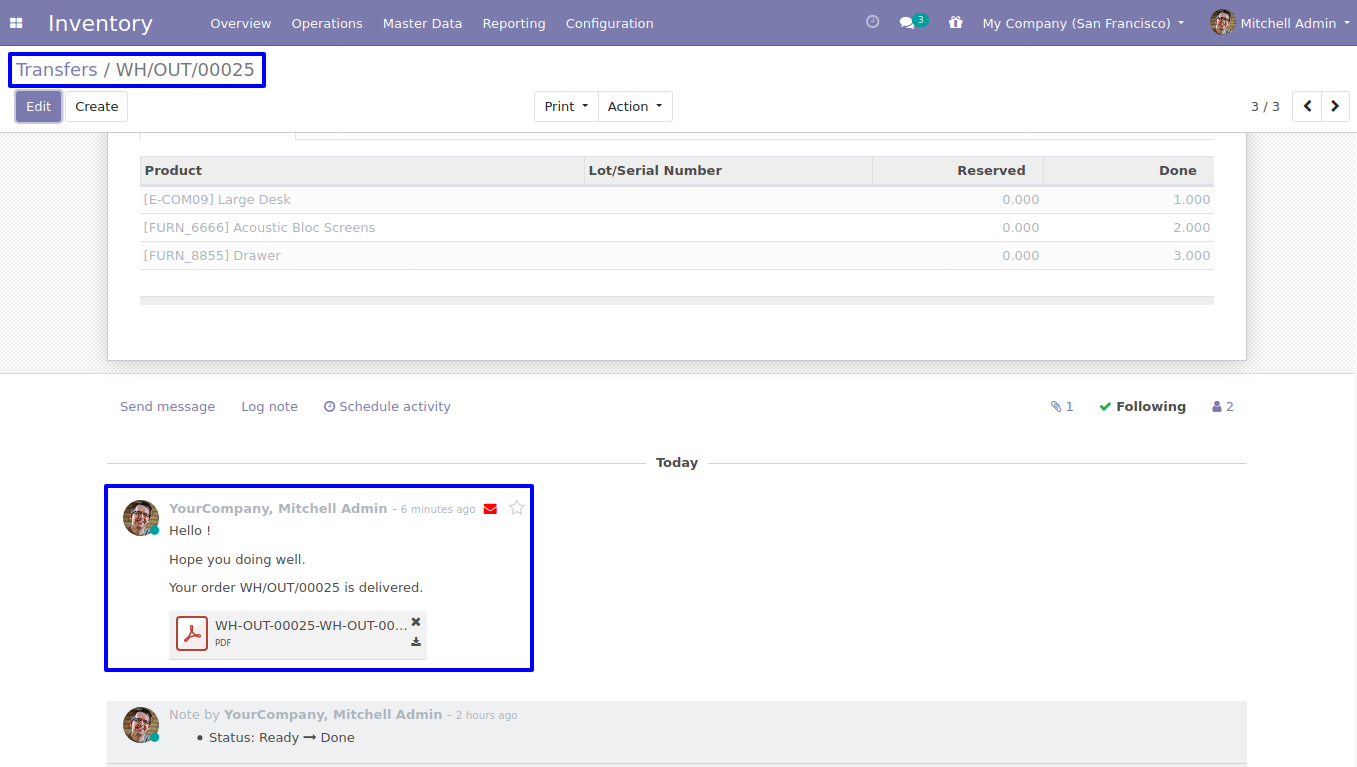 Inventory Overview Operations Master Data Reporting Configuration 3 My Company (San Francisco) Mitchell Admin
Transfers / WH/OUT/00025
Edit Create Print Action 3 / 3
Product Lot/Serial Number Reserved Done
[E-COM09] Large Desk 0.000 1.000
[FURN_6666] Acoustic Bloc Screens 0.000 2.000
[FURN_8855] Drawer 0.000 3.000
Send message Log note Schedule activity 1 Following 2
Today
YourCompany, Mitchell Admin - 6 minutes ago
Hello !
Hope you doing well.
Your order WH/OUT/00025 is delivered.
WH-OUT-00025-WH-OUT-00...
PDF
Note by YourCompany, Mitchell Admin - 2 hours ago
• Status: Ready → Done